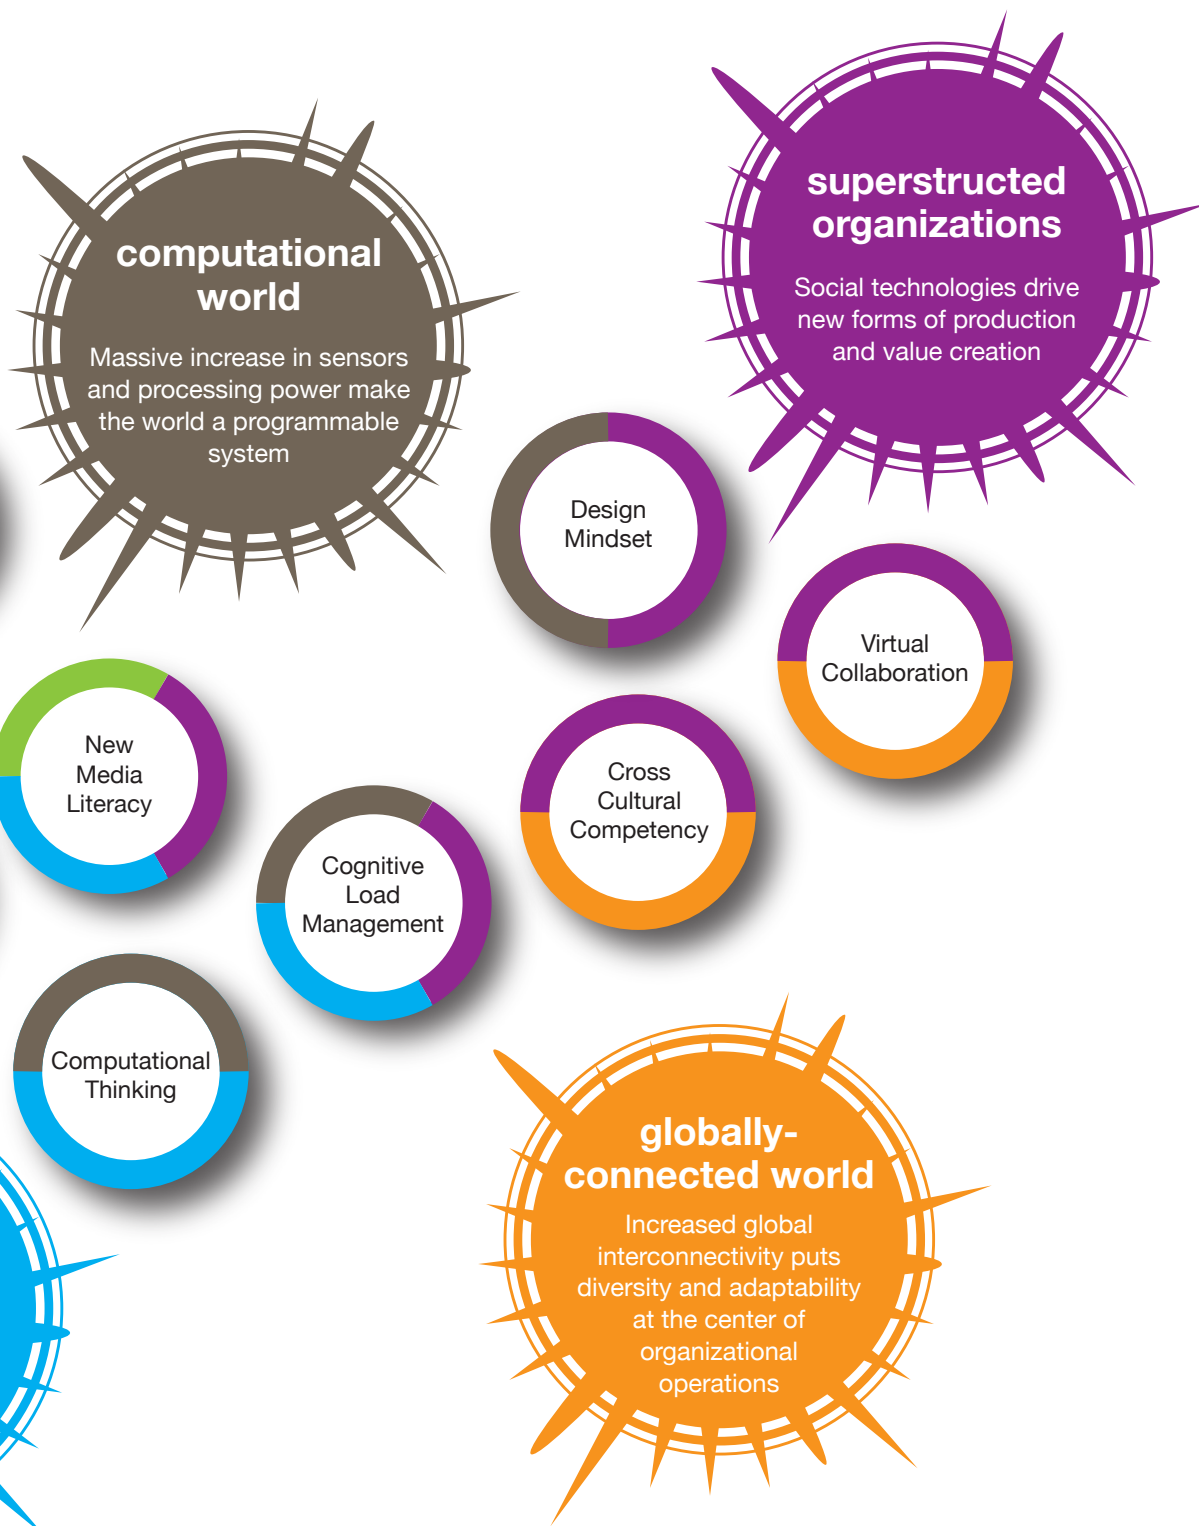 superstructed
organizations
Social technologies drive
new forms of production
and value creation
computational
world
Massive increase in sensors
and processing power make
the world a programmable
system
Design
Mindset
Virtual
Collaboration
New
Media
Literacy
Cross
Cultural
Competency
Cognitive
Load
Management
Computational
Thinking
globally-
connected world
Increased global
interconnectivity puts
diversity and adaptability
at the center of
organizational
operations